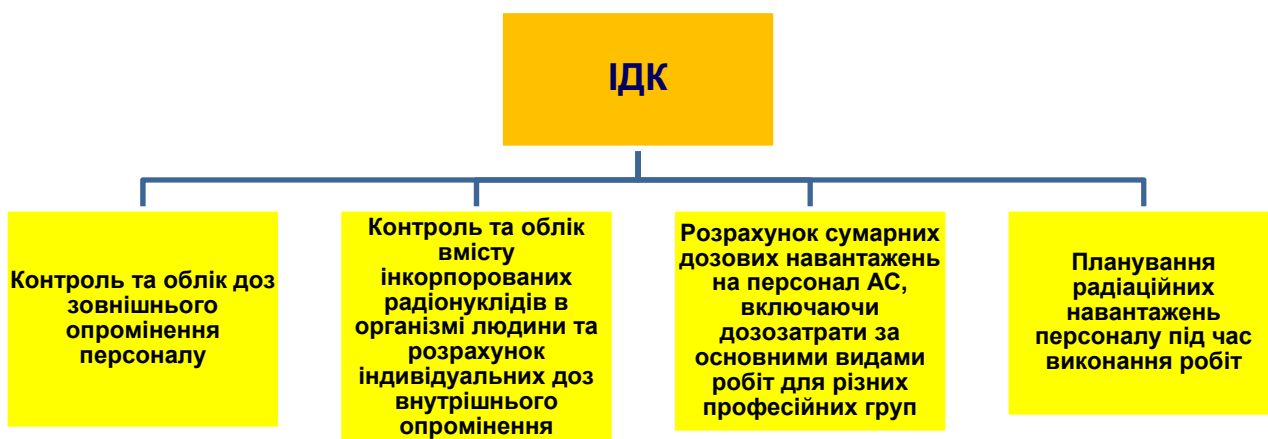 ІДК
Контроль та облік доз
зовнішнього
опромінення
персоналу
Контроль та облік
вмісту
інкорпорованих
радіонуклідів в
організмі людини та
розрахунок
індивідуальних доз
внутрішнього
опромінення
Розрахунок сумарних
дозових навантажень
на персонал АС,
включаючи
дозозатрати за
основними видами
робіт для різних
професійних груп
Планування
радіаційних
навантажень
персоналу під час
виконання робіт